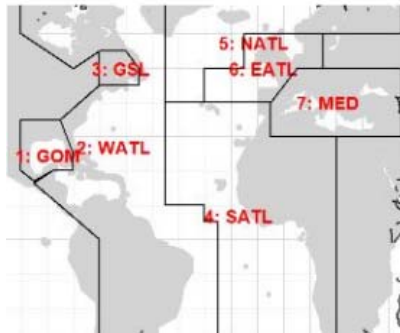 5: NATL
3: GSL
6: EATL
7: MED
1: GOM
2: WATL
4: SATL